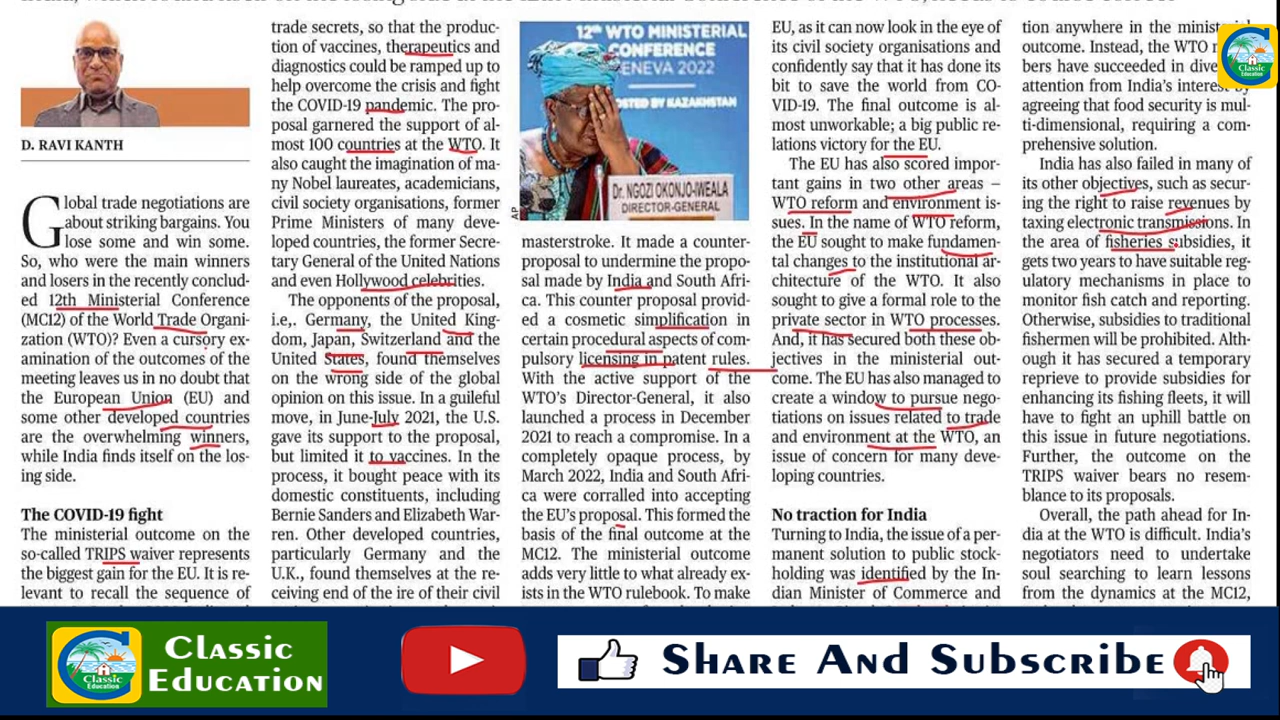 D. RAVI KANTH
Global trade negotiations are
about striking bargains. You
lose some and win some.
So, who were the main winners
and losers in the recently conclud-
ed 12th Ministerial Conference
(MC12) of the World Trade Organi-
zation (WTO)? Even a cursory ex-
amination of the outcomes of the
meeting leaves us in no doubt that
the European Union (EU) and
some other developed countries
are the overwhelming winners,
while India finds itself on the los-
ing side.
The COVID-19 fight
The ministerial outcome on the
so-called TRIPS waiver represents
the biggest gain for the EU. It is re-
levant to recall the sequence of
trade secrets, so that the produc-
tion of vaccines, therapeutics and
diagnostics could be ramped up to
help overcome the crisis and fight
the COVID-19 pandemic. The pro-
posal garnered the support of al-
most 100 countries at the WTO. It
also caught the imagination of ma-
ny Nobel laureates, academicians,
civil society organisations, former
Prime Ministers of many deve-
loped countries, the former Secre-
tary General of the United Nations
and even Hollywood celebrities.
The opponents of the proposal,
i.e,. Germany, the United King-
dom, Japan, Switzerland and the
United States, found themselves
on the wrong side of the global
opinion on this issue. In a guileful
move, in June-July 2021, the U.S.
gave its support to the proposal,
but limited it to vaccines. In the
process, it bought peace with its
domestic constituents, including
Bernie Sanders and Elizabeth War-
ren. Other developed countries,
particularly Germany and the
U.K., found themselves at the re-
ceiving end of the ire of their civil
12th WTO MINISTERIAL
CONFERENCE
GENEVA 2022
HOSTED BY KAZAKHSTAN
Dr. NGOZI OKONJO-IWEALA
DIRECTOR-GENERAL
AP
masterstroke. It made a counter-
proposal to undermine the propo-
sal made by India and South Afri-
ca. This counter proposal provid-
ed a cosmetic simplification in
certain procedural aspects of com-
pulsory licensing in patent rules.
With the active support of the
WTO's Director-General, it also
launched a process in December
2021 to reach a compromise. In a
completely opaque process, by
March 2022, India and South Afri-
ca were corralled into accepting
the EU's proposal. This formed the
basis of the final outcome at the
MC12. The ministerial outcome
adds very little to what already ex-
ists in the WTO rulebook. To make
EU, as it can now look in the eye of
its civil society organisations and
confidently say that it has done its
bit to save the world from CO-
VID-19. The final outcome is al-
most unworkable; a big public re-
lations victory for the EU.
The EU has also scored impor-
tant gains in two other areas –
WTO reform and environment is-
sues. In the name of WTO reform,
the EU sought to make fundamen-
tal changes to the institutional ar-
chitecture of the WTO. It also
sought to give a formal role to the
private sector in WTO processes.
And, it has secured both these ob-
jectives in the ministerial out-
come. The EU has also managed to
create a window to pursue nego-
tiations on issues related to trade
and environment at the WTO, an
issue of concern for many deve-
loping countries.
No traction for India
Turning to India, the issue of a per-
manent solution to public stock-
holding was identified by the In-
dian Minister of Commerce and
tion anywhere in the ministerial
outcome. Instead, the WTO
bers have succeeded in
attention from India's interest by
agreeing that food security is mul-
ti-dimensional, requiring a com-
prehensive solution.
India has also failed in many of
its other objectives, such as secur-
ing the right to raise revenues by
taxing electronic transmissions. In
the area of fisheries subsidies, it
gets two years to have suitable reg-
ulatory mechanisms in place to
monitor fish catch and reporting.
Otherwise, subsidies to traditional
fishermen will be prohibited. Alth-
ough it has secured a temporary
reprieve to provide subsidies for
enhancing its fishing fleets, it will
have to fight an uphill battle on
this issue in future negotiations.
Further, the outcome on the
TRIPS waiver bears no resem-
blance to its proposals.
Overall, the path ahead for In-
dia at the WTO is difficult. India's
negotiators need to undertake
soul searching to learn lessons
from the dynamics at the MC12,
Classic
Education
Classic
Education
Classic
Education
Share And Subscribe